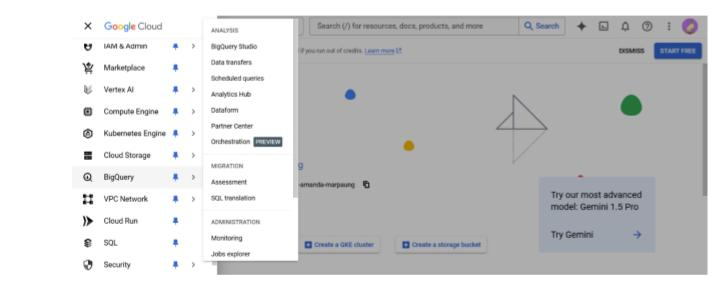 Google Cloud
IAM & Admin
Marketplace
Vertex AI
Compute Engine
Kubernetes Engine
Cloud Storage
BigQuery
VPC Network
Cloud Run
SQL
Security
ANALYSIS
BigQuery Studio
Data transfers
Scheduled queries
Analytics Hub
Dataform
Partner Center
Orchestration PREVIEW
MIGRATION
Assessment
SQL translation
ADMINISTRATION
Monitoring
Jobs explorer
Search (/) for resources, docs, products, and more
Search
if you run out of credits. Learn more
DISMISS
START FREE
g
-amanda-marpaung
Try our most advanced
model: Gemini 1.5 Pro
Try Gemini
Create a GKE cluster
Create a storage bucket